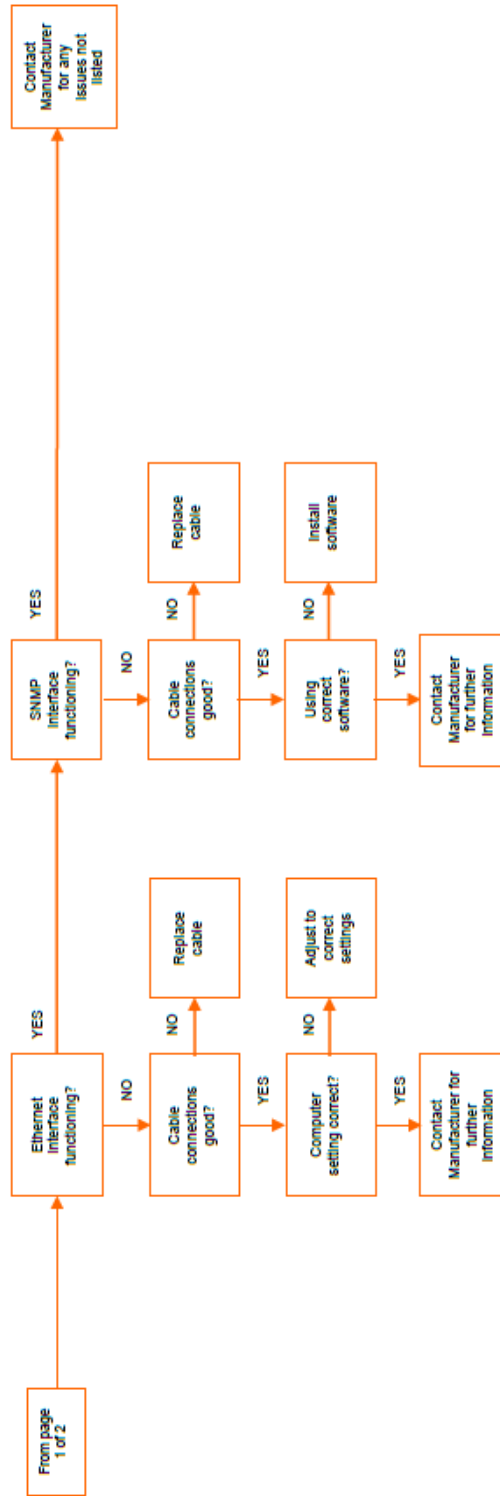 From page
1 of 2
Ethernet
Interface
functioning?
YES
NO
Cable
connections
good?
NO
Replace
cable
YES
Computer
setting correct?
NO
Adjust to
correct
settings
YES
Contact
Manufacturer for
further
Information
SNMP
Interface
functioning?
YES
NO
Cable
connections
good?
NO
Replace
cable
YES
Using
correct
software?
NO
Install
software
YES
Contact
Manufacturer
for further
Information
Contact
Manufacturer
for any
Issues not
listed